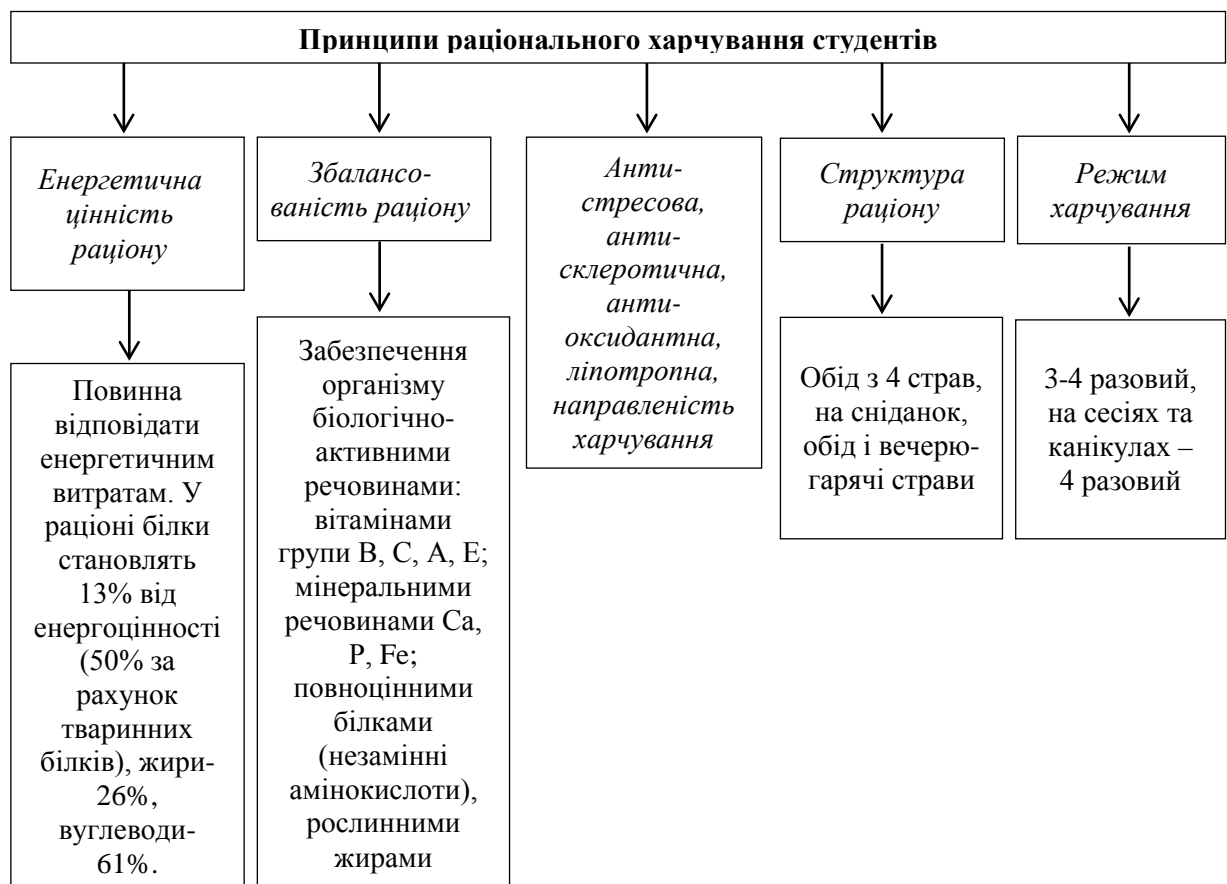 Принципи раціонального харчування студентів
Енергетична
цінність
раціону
Збалансо-
ваність раціону
Анти-
стресова,
анти-
склеротична,
анти-
оксидантна,
ліпотропна,
направленість
харчування
Структура
раціону
Режим
харчування
Повинна
відповідати
енергетичним
витратам. У
раціоні білки
становлять
13% від
енергоцінності
(50% за
рахунок
тваринних
білків), жири-
26%,
вуглеводи-
61%.
Забезпечення
організму
біологічно-
активними
речовинами:
вітамінами
групи В, С, А, Е;
мінеральними
речовинами Са,
Р, Fe;
повноцінними
білками
(незамінні
амінокислоти),
рослинними
жирами
Обід з 4 страв,
на сніданок,
обід і вечерю-
гарячі страви
3-4 разовий,
на сесіях та
канікулах –
4 разовий